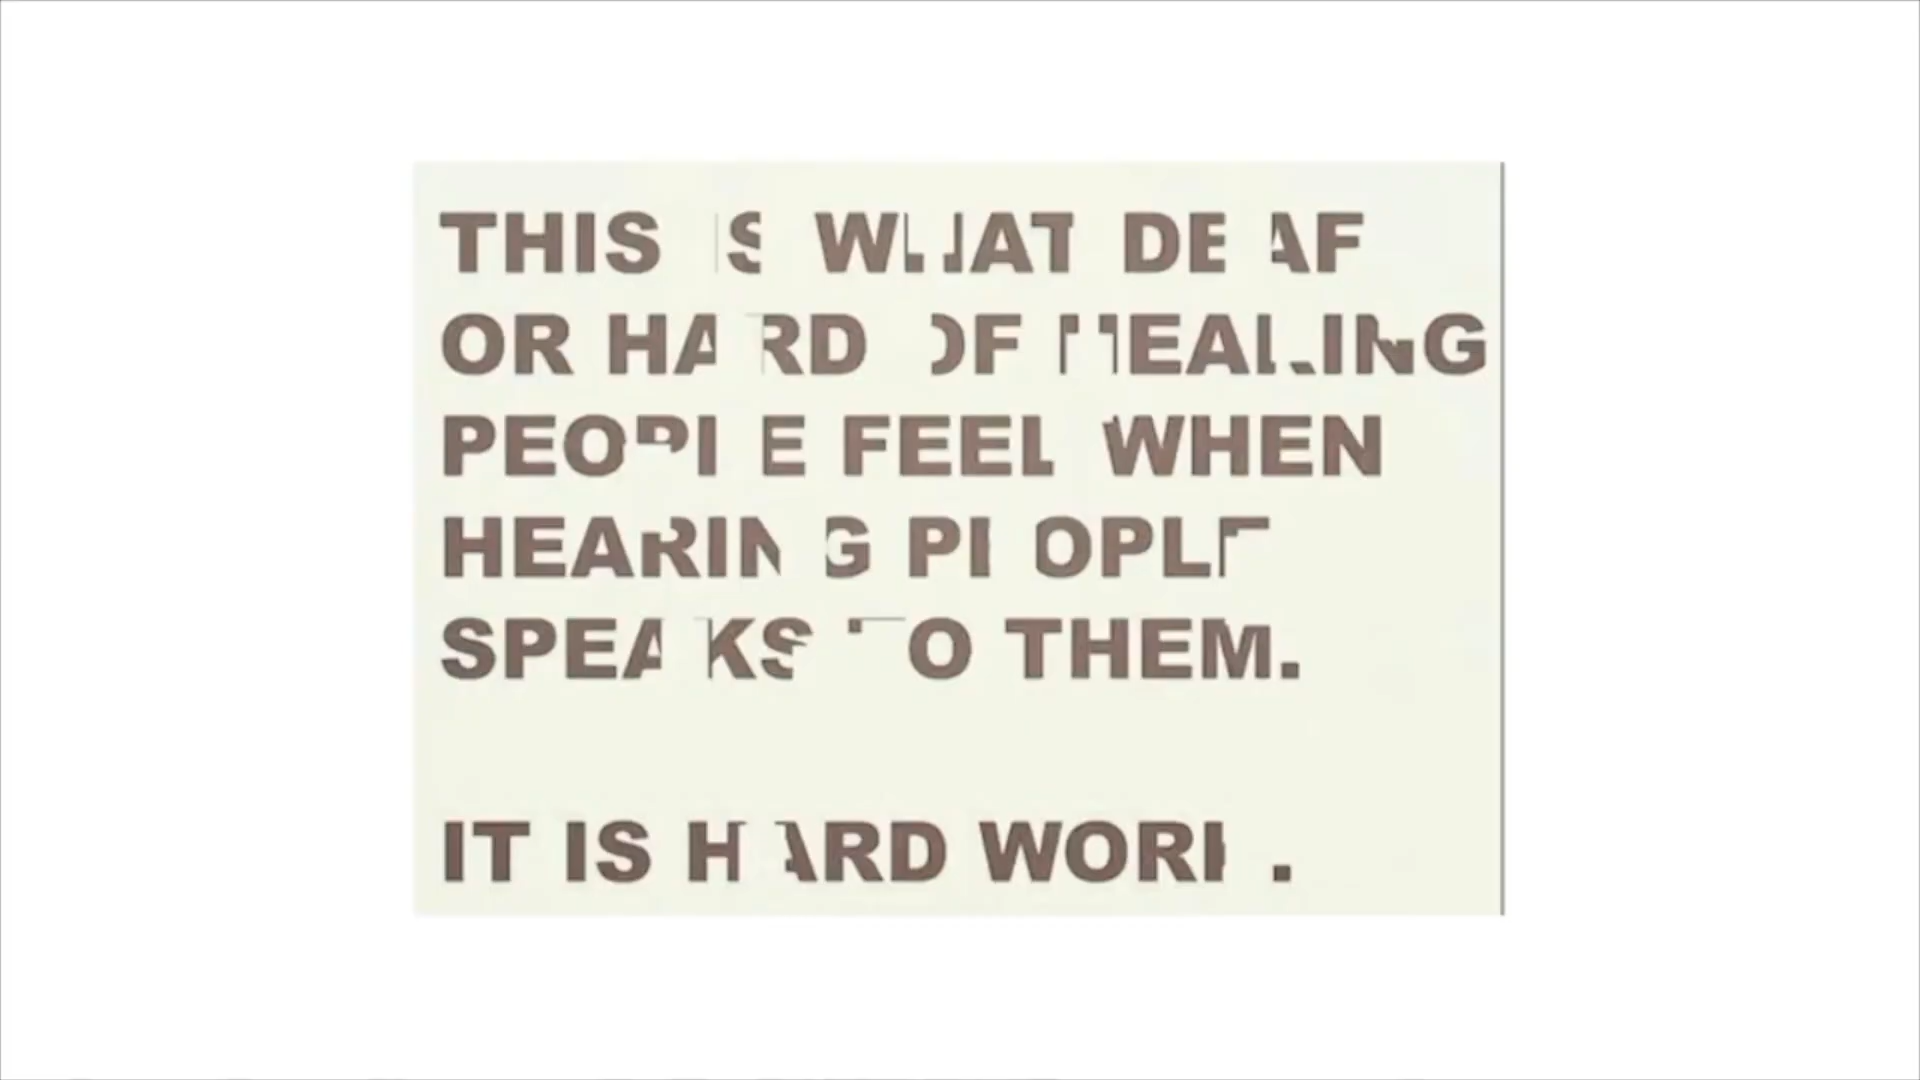 THIS IS WHAT DEAF
OR HARD OF HEARING
PEOPLE FEEL WHEN
HEARING PEOPLE
SPEAKS TO THEM.
IT IS HARD WORK.